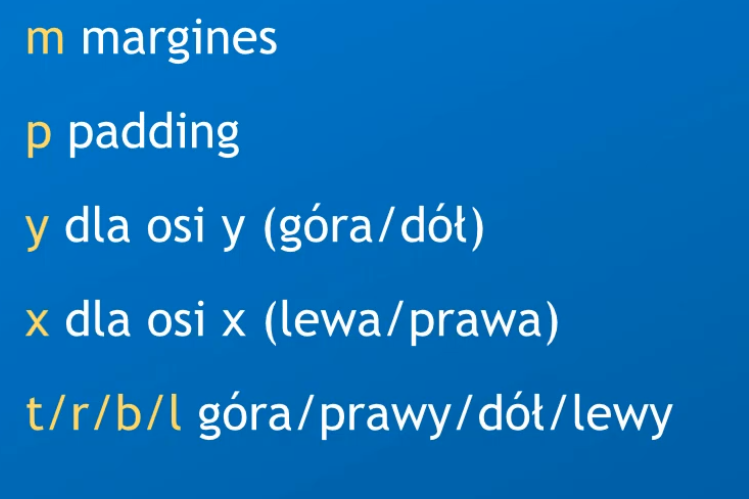 m margines
p padding
y dla osi y (góra/dół)
x dla osi x (lewa/prawa)
t/r/b/l góra/prawy/dół/lewy